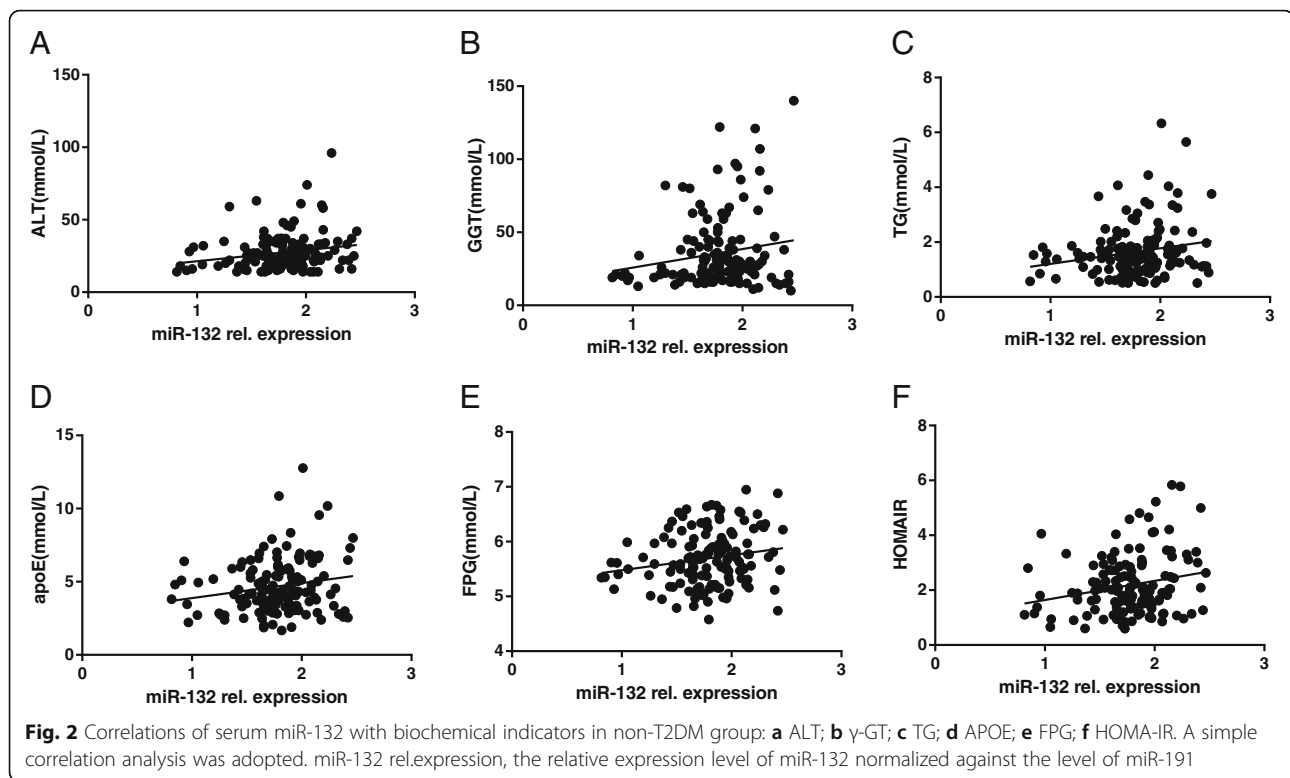 A
ALT(mmol/L)
150
100
50
0
0
1
2
3
miR-132 rel. expression
B
GGT(mmol/L)
150
100
50
0
0
1
2
3
miR-132 rel. expression
C
TG(mmol/L)
8
6
4
2
0
0
1
2
3
miR-132 rel. expression
D
apoE(mmol/L)
15
10
5
0
0
1
2
3
miR-132 rel. expression
E
FPG(mmol/L)
8
7
6
5
4
0
1
2
3
miR-132 rel. expression
F
HOMAIR
8
6
4
2
0
0
1
2
3
miR-132 rel. expression
Fig. 2 Correlations of serum miR-132 with biochemical indicators in non-T2DM group: a ALT; b γ-GT; c TG; d APOE; e FPG; f HOMA-IR. A simple
correlation analysis was adopted. miR-132 rel.expression, the relative expression level of miR-132 normalized against the level of miR-191